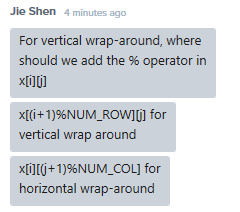 Jie Shen 4 minutes ago
For vertical wrap-around, where
should we add the % operator in
x[i][j]
x[(i+1)%NUM_ROW][j] for
vertical wrap around
x[i][(j+1)%NUM_COL] for
horizontal wrap-around